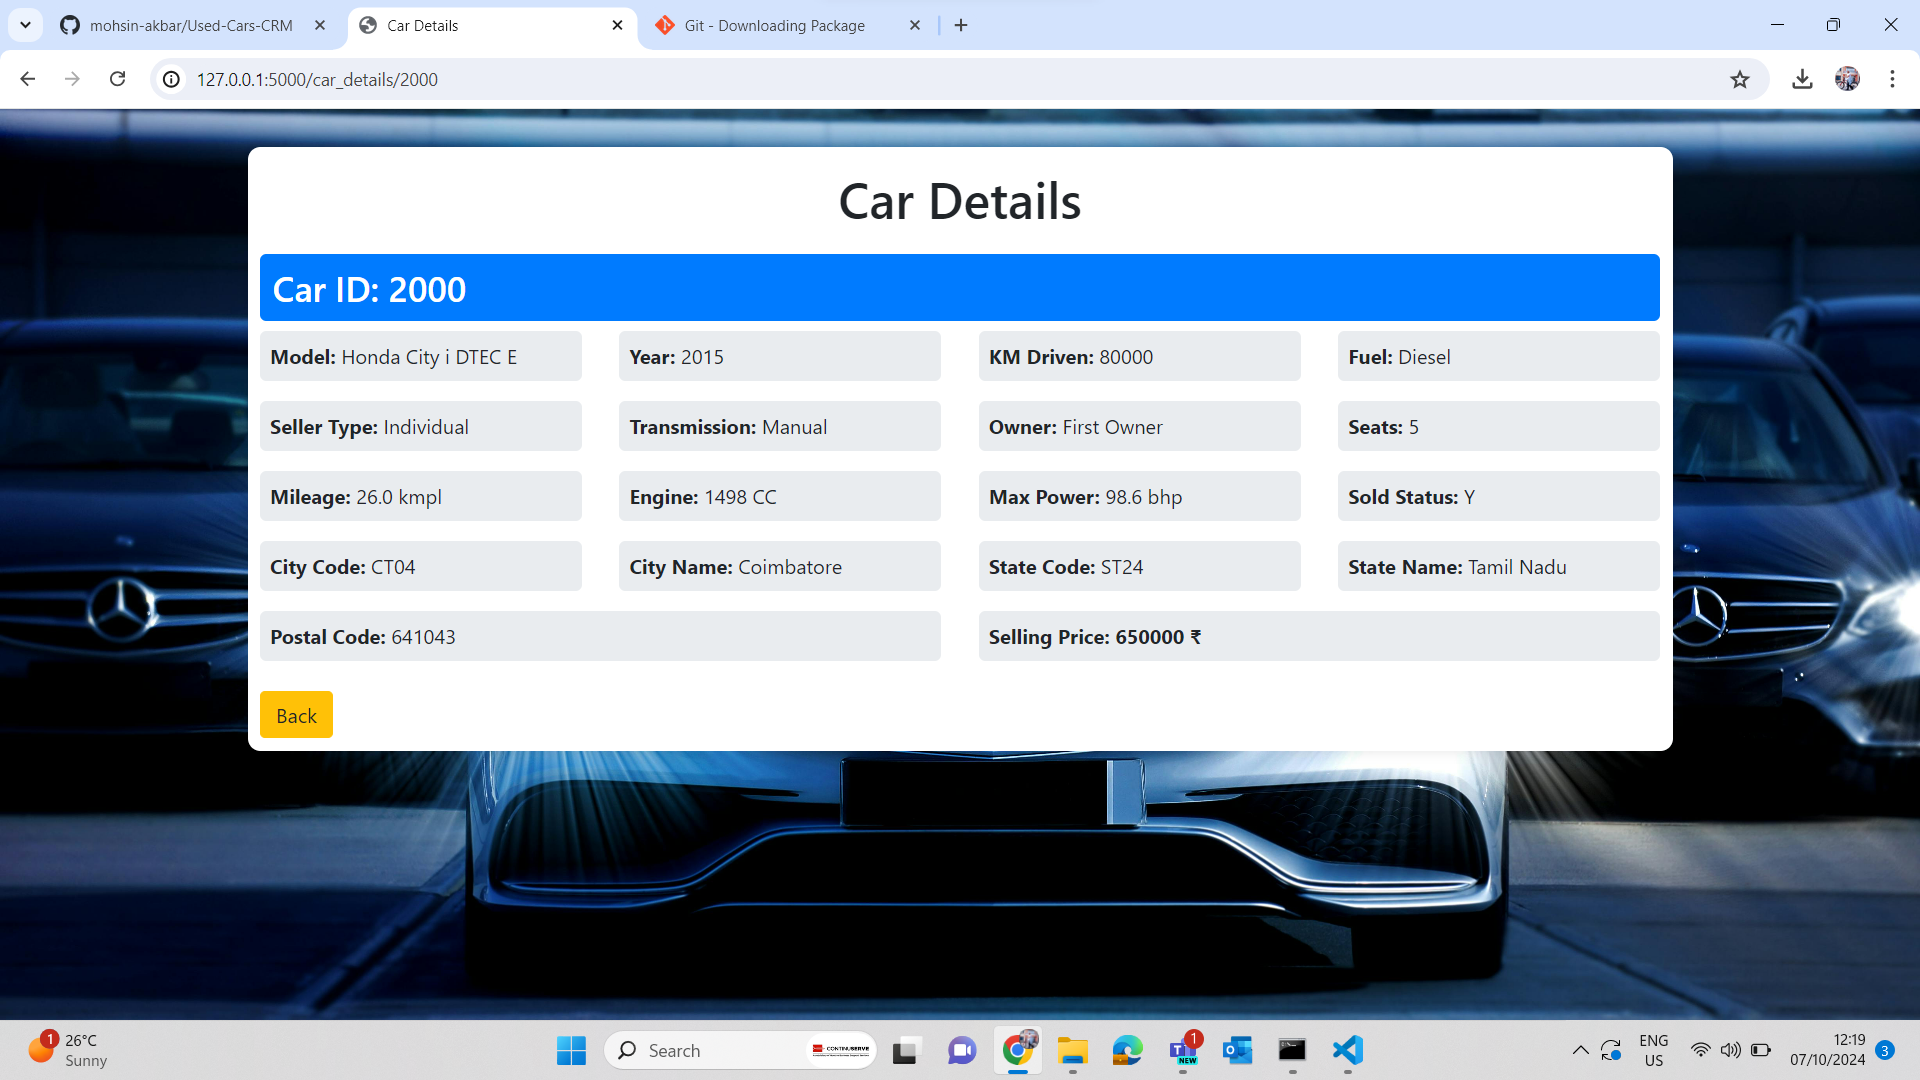 mohsin-akbar/Used-Cars-CRM
Car Details
Git - Downloading Package
127.0.0.1:5000/car_details/2000
Car Details
Car ID: 2000
Model: Honda City i DTEC E
Year: 2015
KM Driven: 80000
Fuel: Diesel
Seller Type: Individual
Transmission: Manual
Owner: First Owner
Seats: 5
Mileage: 26.0 kmpl
Engine: 1498 CC
Max Power: 98.6 bhp
Sold Status: Y
City Code: CT04
City Name: Coimbatore
State Code: ST24
State Name: Tamil Nadu
Postal Code: 641043
Selling Price: 650000 ₹
Back
1
26°C
Sunny
Search
CONTINUSERVE
1
NEW
ENG
US
12:19
07/10/2024
3